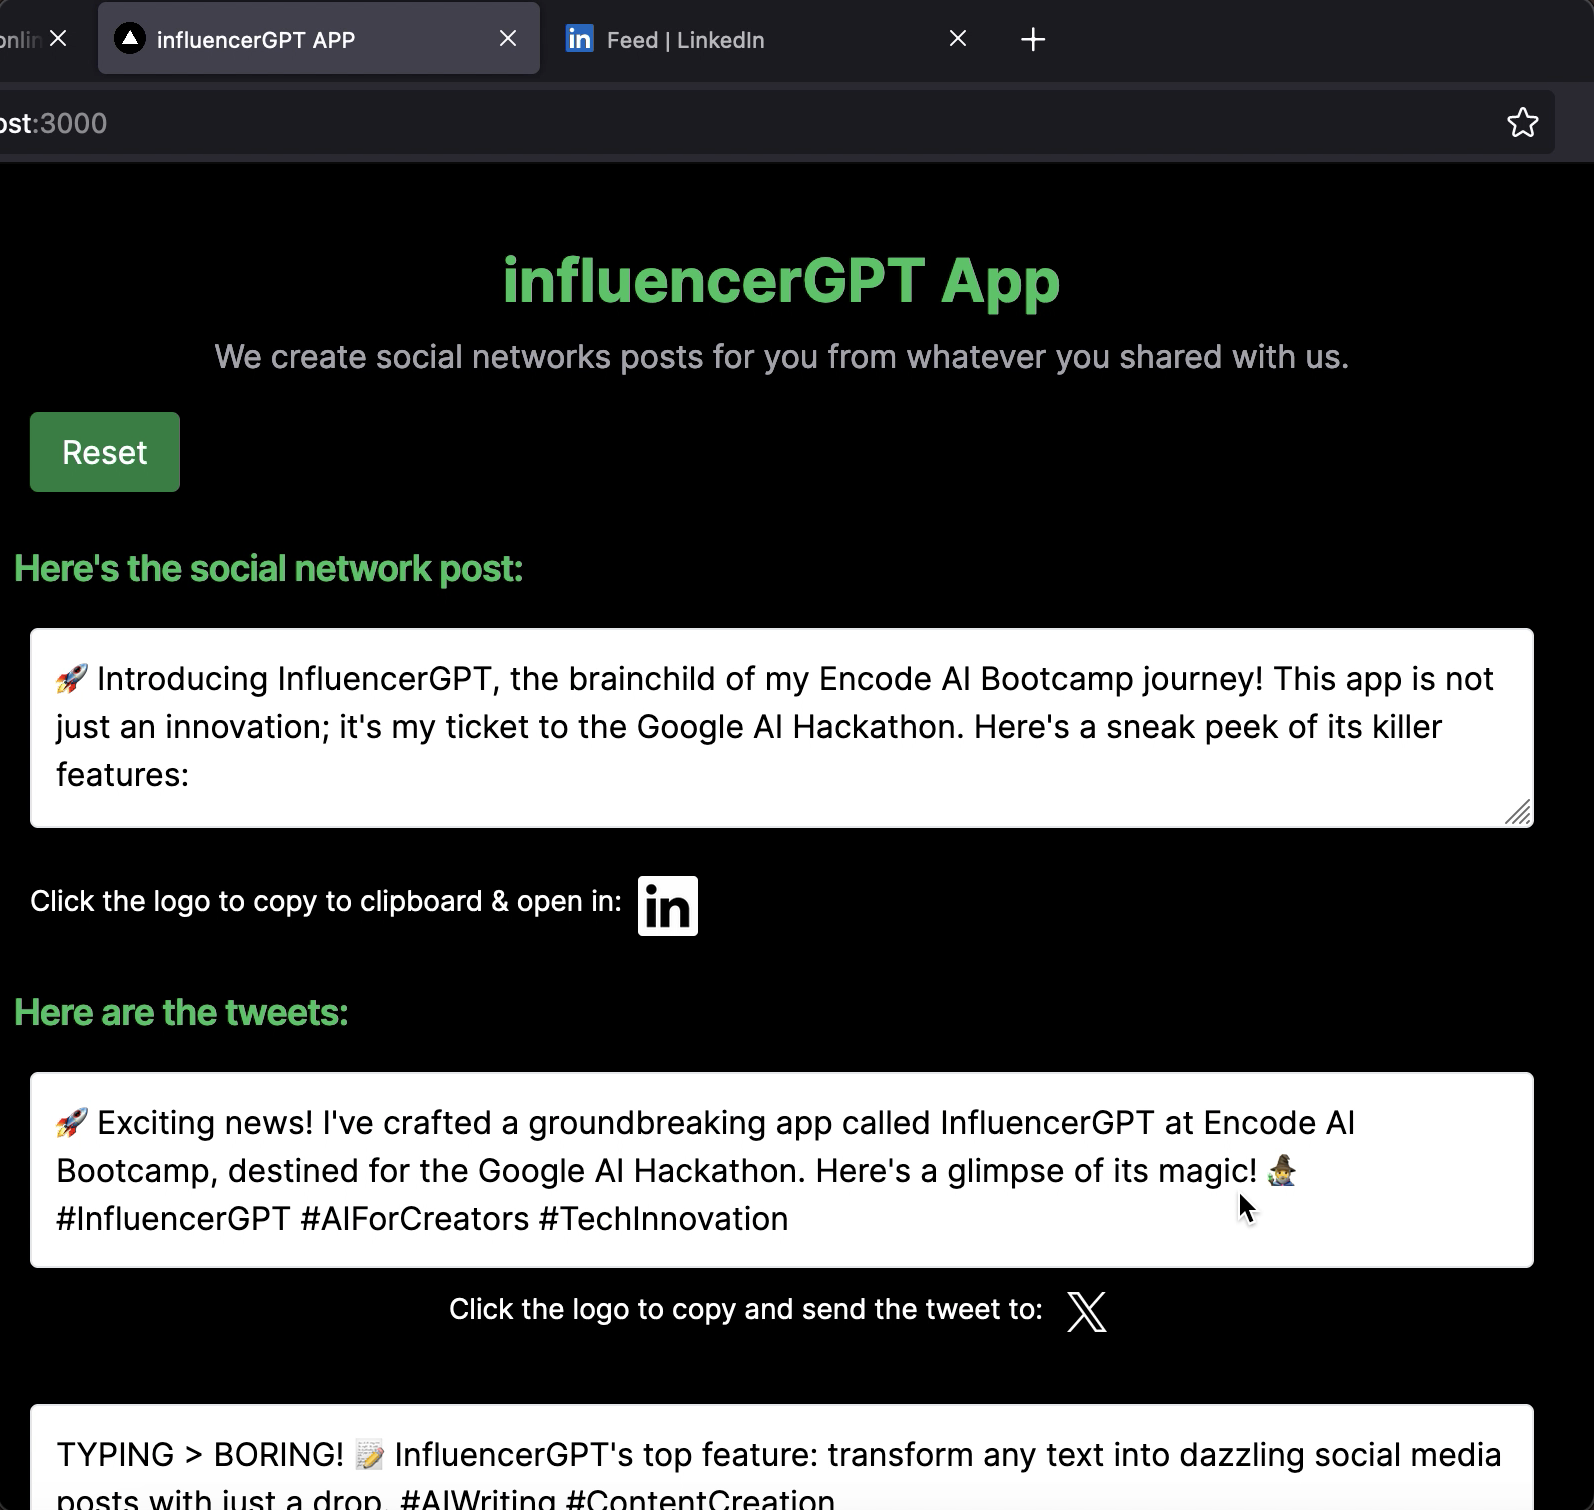 influencerGPT APP
Feed | LinkedIn
:3000
influencerGPT App
We create social networks posts for you from whatever you shared with us.
Reset
Here's the social network post:
🚀 Introducing InfluencerGPT, the brainchild of my Encode AI Bootcamp journey! This app is not
just an innovation; it's my ticket to the Google AI Hackathon. Here's a sneak peek of its killer
features:
Click the logo to copy to clipboard & open in: in
Here are the tweets:
🚀 Exciting news! I've crafted a groundbreaking app called InfluencerGPT at Encode AI
Bootcamp, destined for the Google AI Hackathon. Here's a glimpse of its magic! 🧙‍♂️
#InfluencerGPT #AIForCreators #TechInnovation
Click the logo to copy and send the tweet to: X
TYPING > BORING! 📝 InfluencerGPT's top feature: transform any text into dazzling social media
posts with just a drop. #AIWriting #ContentCreation